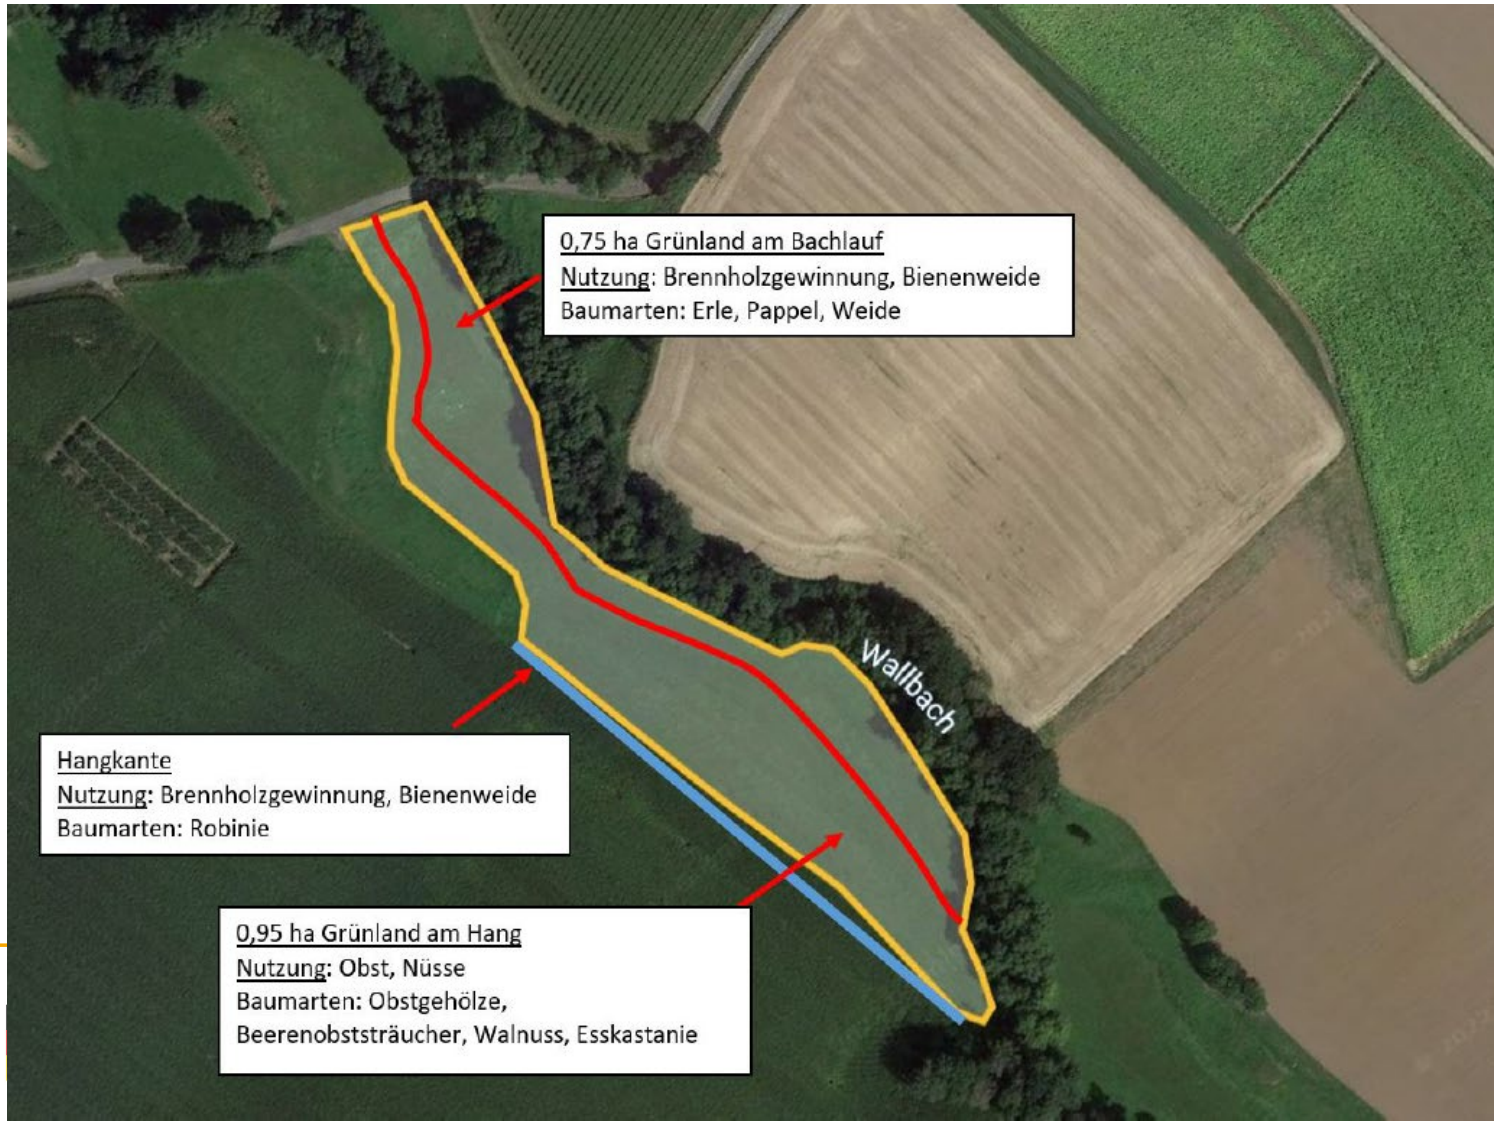 0,75 ha Grünland am Bachlauf
Nutzung: Brennholzgewinnung, Bienenweide
Baumarten: Erle, Pappel, Weide
Wallbach
Hangkante
Nutzung: Brennholzgewinnung, Bienenweide
Baumarten: Robinie
0,95 ha Grünland am Hang
Nutzung: Obst, Nüsse
Baumarten: Obstgehölze,
Beerenobststräucher, Walnuss, Esskastanie